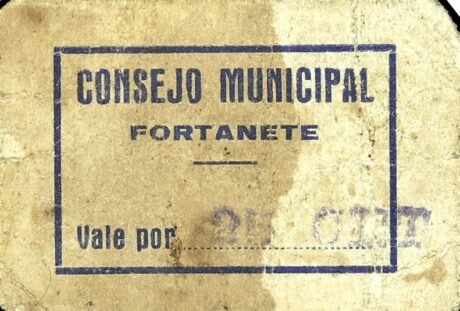 CONSEJO MUNICIPAL
FORTANETE
Vale por 25 CENT